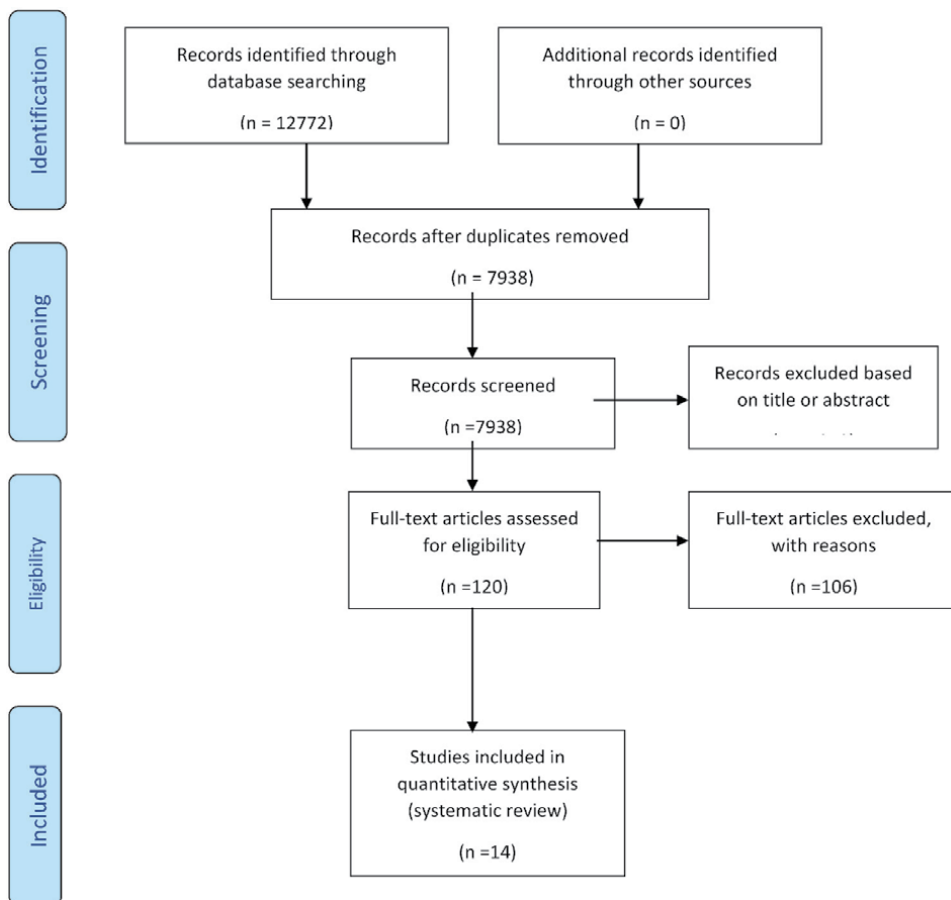 Identification
Records identified through
database searching
(n = 12772)
Additional records identified
through other sources
(n = 0)
Records after duplicates removed
(n = 7938)
Screening
Records screened
(n =7938)
Records excluded based
on title or abstract
Eligibility
Full-text articles assessed
for eligibility
(n =120)
Full-text articles excluded,
with reasons
(n =106)
Included
Studies included in
quantitative synthesis
(systematic review)
(n =14)